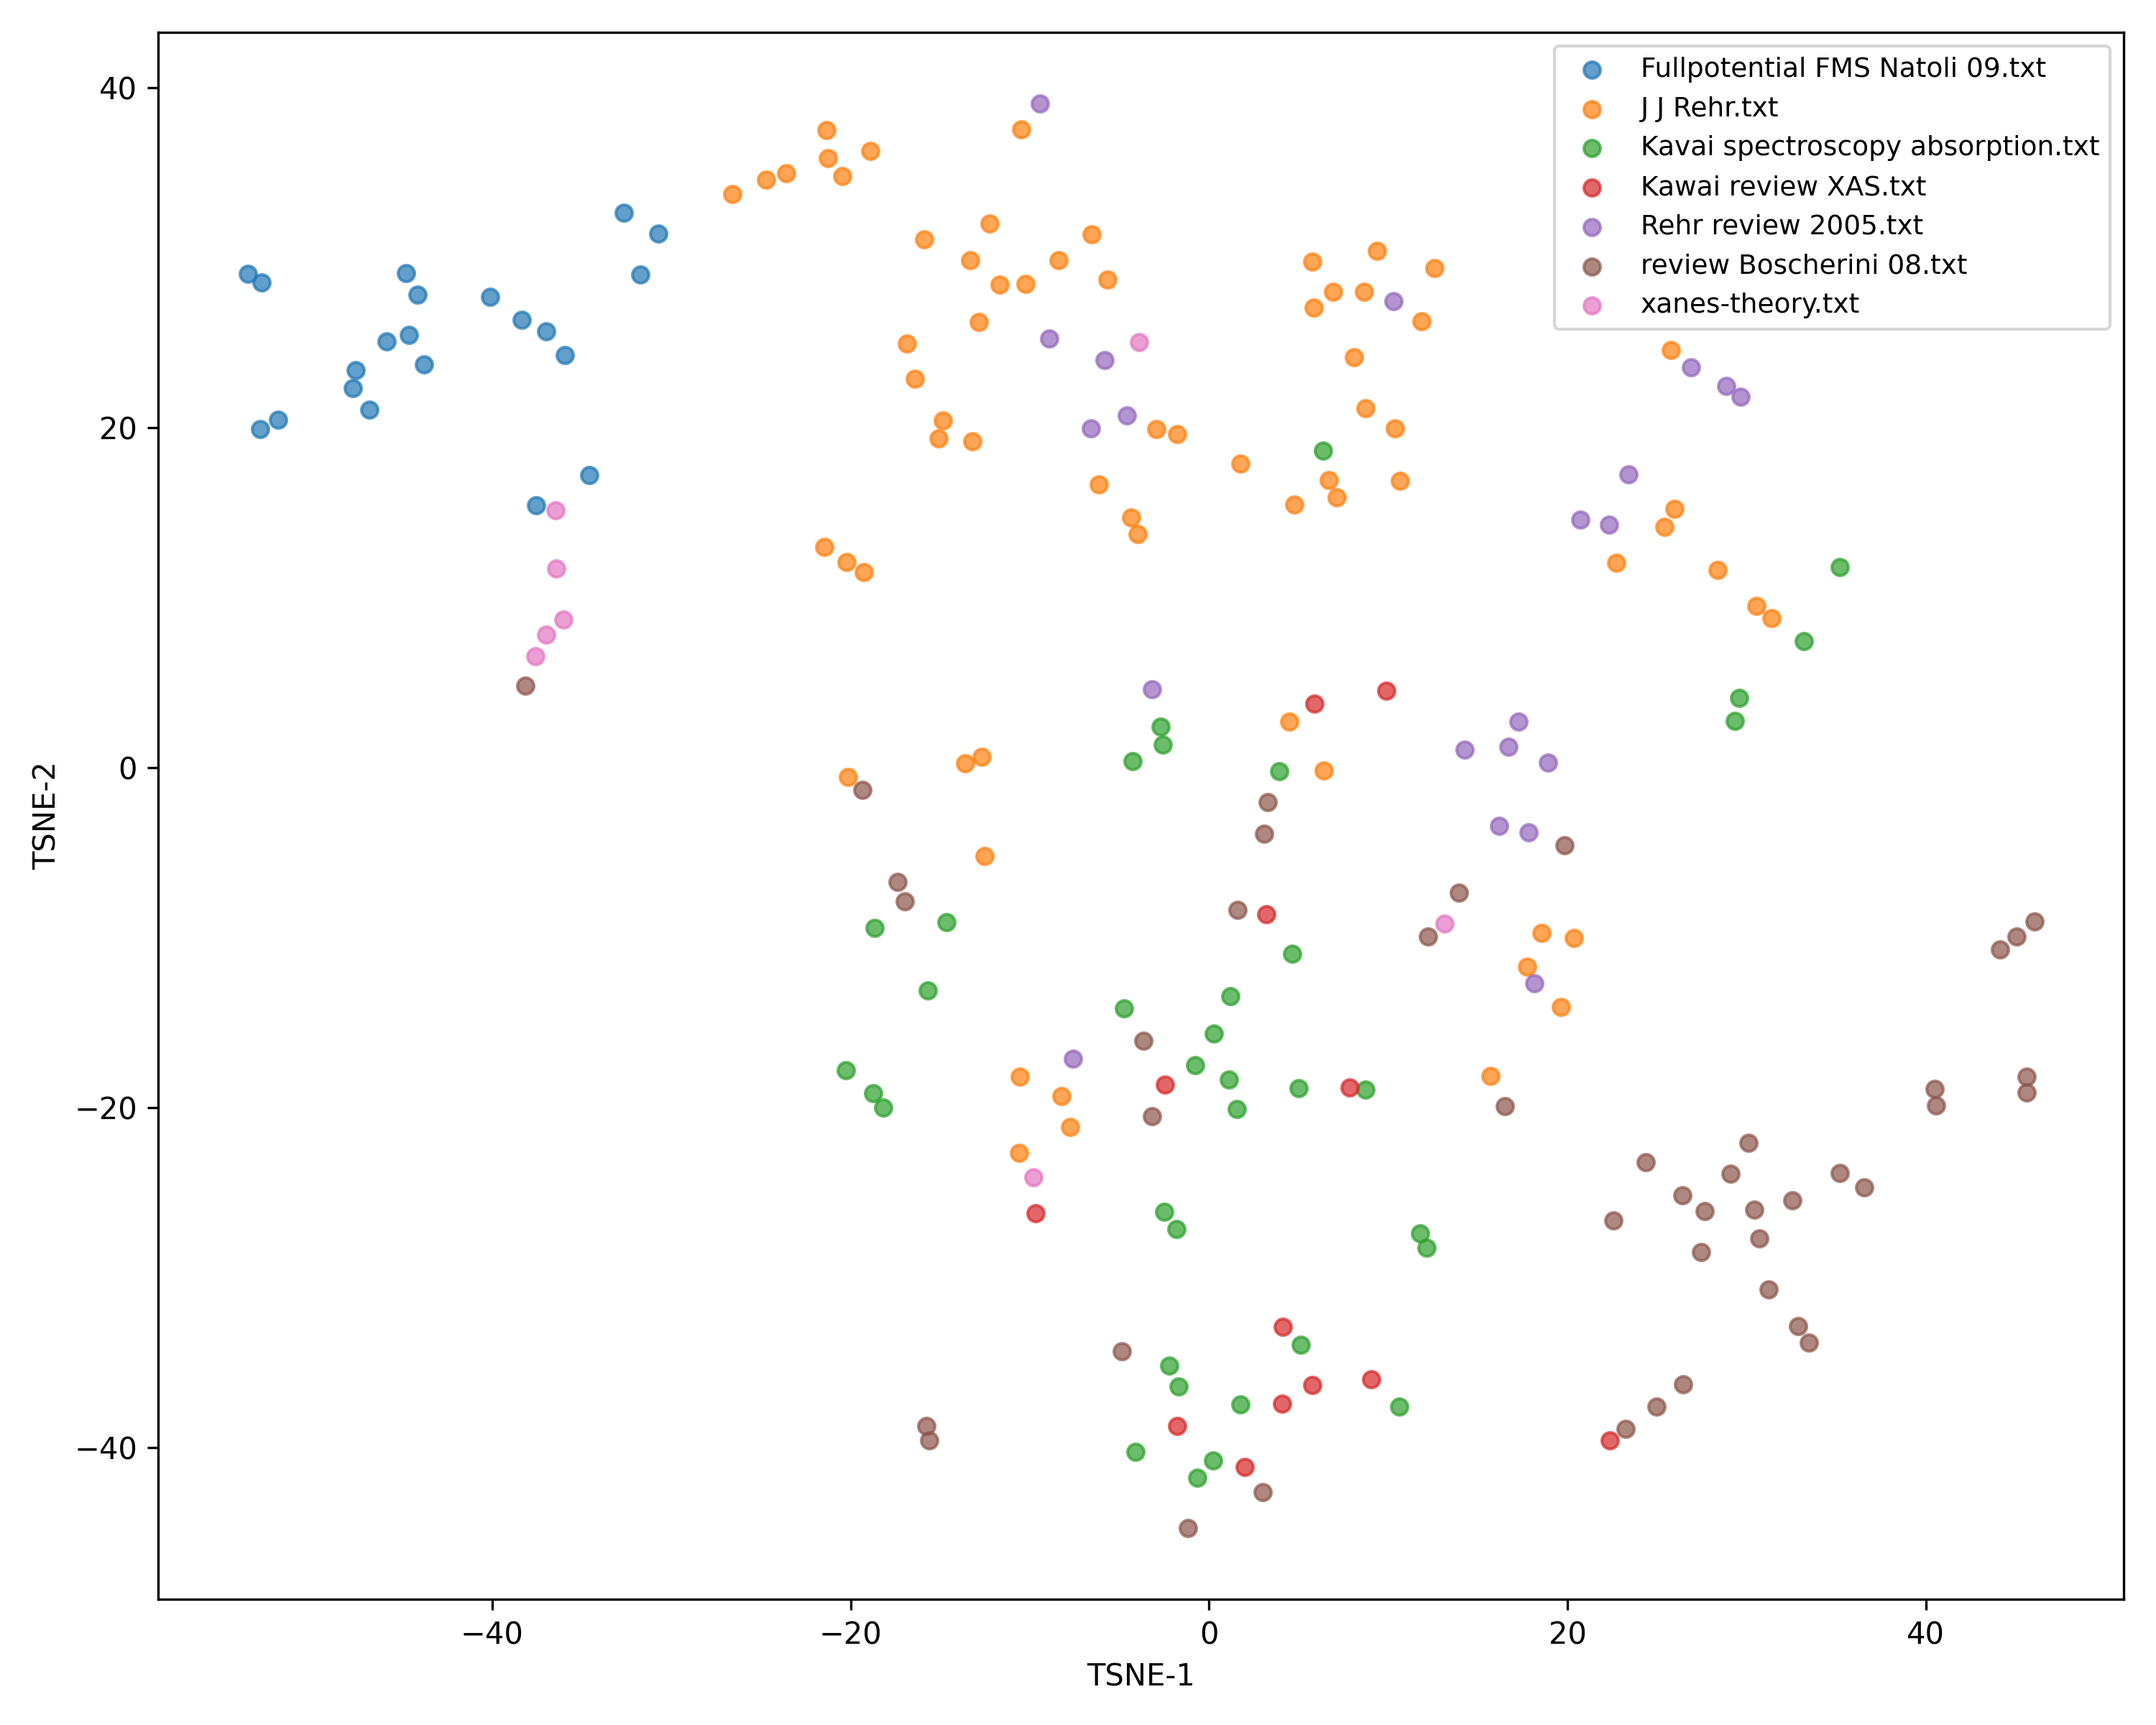 40
20
0
−20
−40
TSNE-2
Fullpotential FMS Natoli 09.txt
J J Rehr.txt
Kavai spectroscopy absorption.txt
Kawai review XAS.txt
Rehr review 2005.txt
review Boscherini 08.txt
xanes-theory.txt
−40 −20 0 20 40
TSNE-1